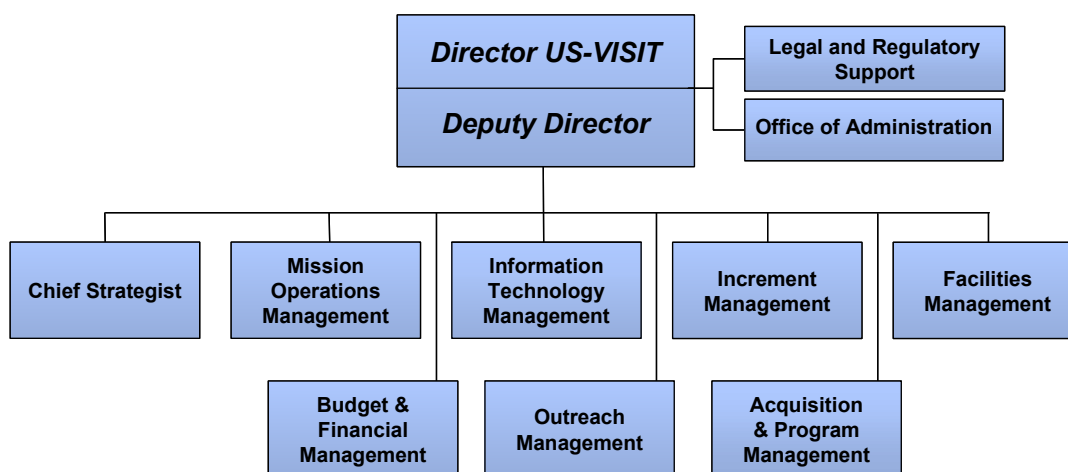 Director US-VISIT
Deputy Director
Legal and Regulatory
Support
Office of Administration
Chief Strategist
Mission
Operations
Management
Information
Technology
Management
Increment
Management
Facilities
Management
Budget &
Financial
Management
Outreach
Management
Acquisition
& Program
Management